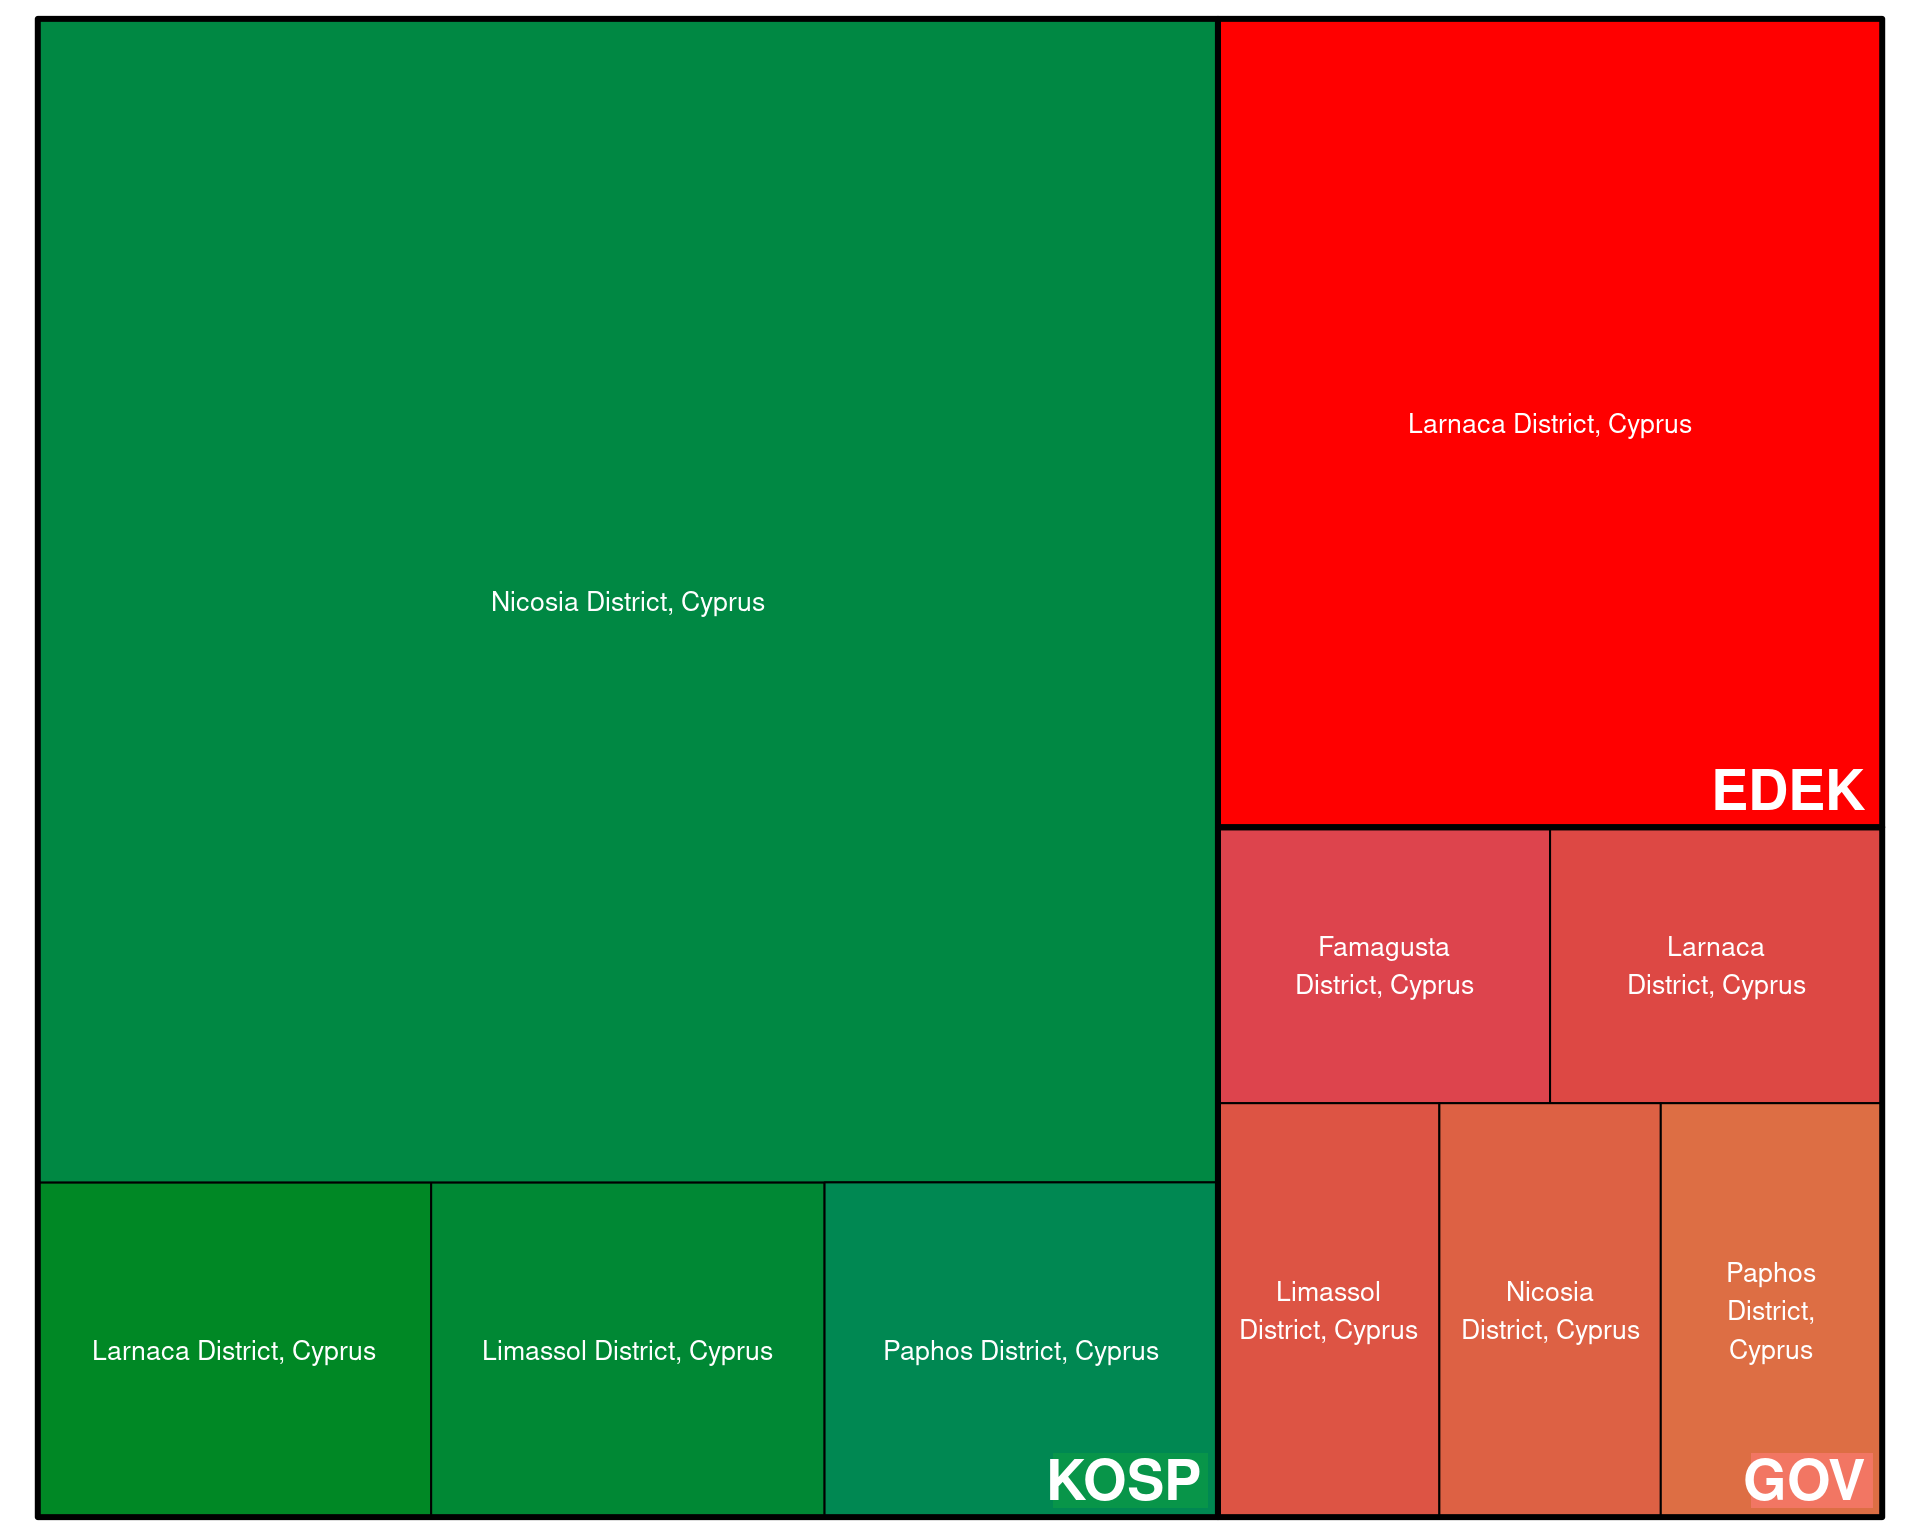 Nicosia District, Cyprus
Larnaca District, Cyprus
Limassol District, Cyprus
Paphos District, Cyprus
KOSP
Larnaca District, Cyprus
EDEK
Famagusta
District, Cyprus
Larnaca
District, Cyprus
Limassol
District, Cyprus
Nicosia
District, Cyprus
Paphos
District,
Cyprus
GOV